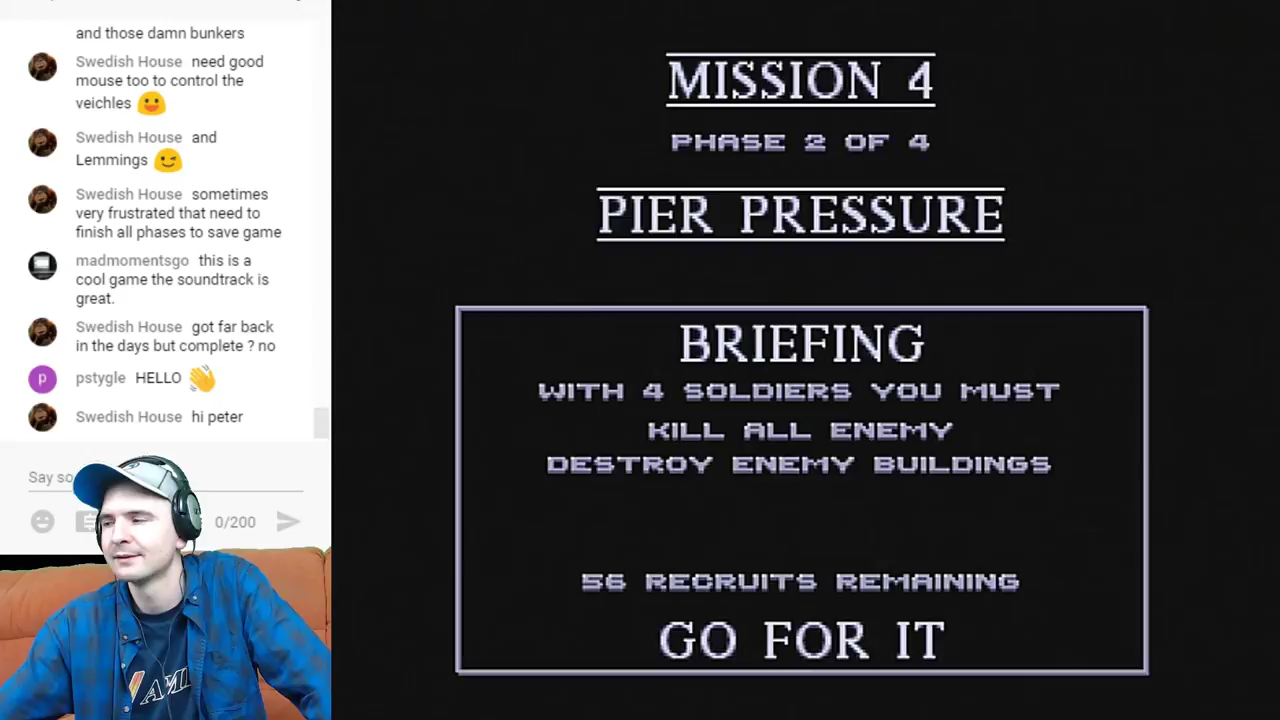 and those damn bunkers
Swedish House need good
mouse too to control the
veichles
Swedish House and
Lemmings
Swedish House sometimes
very frustrated that need to
finish all phases to save game
madmomentsgo this is a
cool game the soundtrack is
great.
Swedish House got far back
in the days but complete ? no
p pstygle HELLO
Swedish House hi peter
Say so
0/200
MISSION 4
PHASE 2 OF 4
PIER PRESSURE
BRIEFING
WITH 4 SOLDIERS YOU MUST
KILL ALL ENEMY
DESTROY ENEMY BUILDINGS
56 RECRUITS REMAINING
GO FOR IT